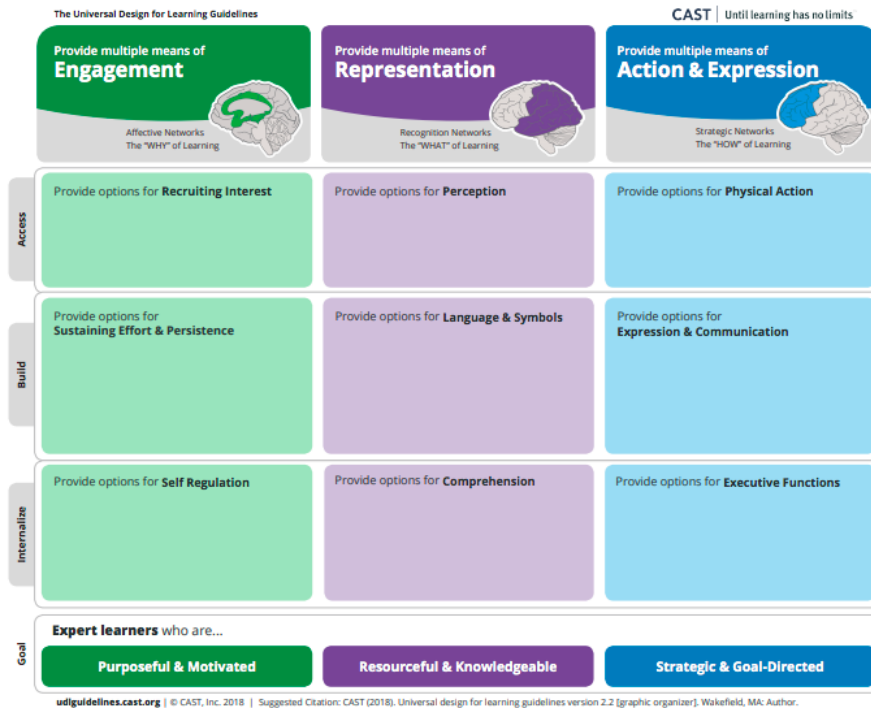 The Universal Design for Learning Guidelines
CAST | Until learning has no limits
Provide multiple means of
Engagement
Affective Networks
The "WHY" of Learning
Provide multiple means of
Representation
Recognition Networks
The "WHAT" of Learning
Provide multiple means of
Action & Expression
Strategic Networks
The "HOW" of Learning
Access
Provide options for Recruiting Interest
Provide options for Perception
Provide options for Physical Action
Build
Provide options for
Sustaining Effort & Persistence
Provide options for Language & Symbols
Provide options for
Expression & Communication
Internalize
Provide options for Self Regulation
Provide options for Comprehension
Provide options for Executive Functions
Goal
Expert learners who are...
Purposeful & Motivated
Resourceful & Knowledgeable
Strategic & Goal-Directed
udlguidelines.cast.org | © CAST, Inc. 2018 | Suggested Citation: CAST (2018). Universal design for learning guidelines version 2.2 [graphic organizer]. Wakefield, MA: Author.